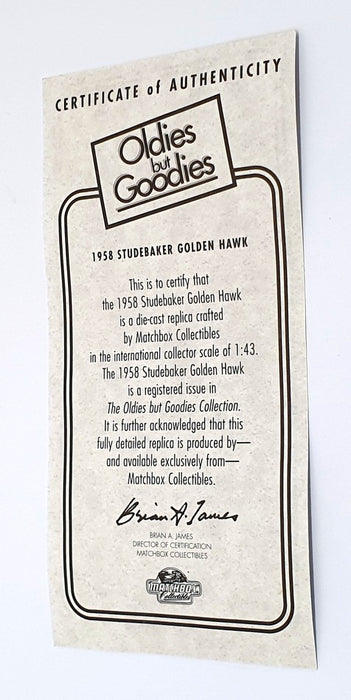 CERTIFICATE of AUTHENTICITY
Oldies
but
Goodies
1958 STUDEBAKER GOLDEN HAWK
This is to certify that
the 1958 Studebaker Golden Hawk
is a die-cast replica crafted
by Matchbox Collectibles
in the international collector scale of 1:43.
The 1958 Studebaker Golden Hawk
is a registered issue in
The Oldies but Goodies Collection.
It is further acknowledged that this
fully detailed replica is produced by—
and available exclusively from—
Matchbox Collectibles.
Brian A. James
BRIAN A. JAMES
DIRECTOR OF CERTIFICATION
MATCHBOX COLLECTIBLES
MATCHBOX
Collectibles